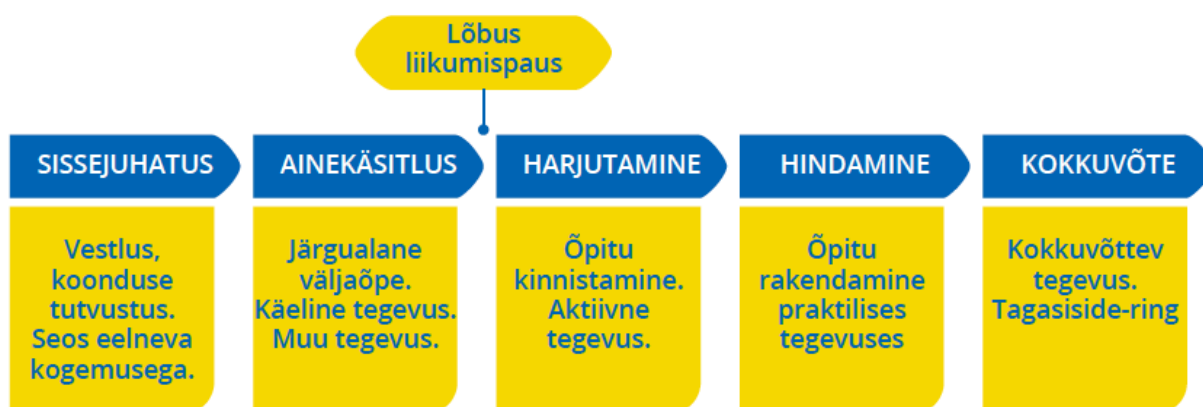 Lõbus
liikumispaus
SISSEJUHATUS
AINEKÄSITLUS
HARJUTAMINE
HINDAMINE
KOKKUVÕTE
Vestlus,
koonduse
tutvustus.
Seos eelneva
kogemusega.
Järgualane
väljaõpe.
Käeline tegevus.
Muu tegevus.
Õpitu
kinnistamine.
Aktiivne
tegevus.
Õpitu
rakendamine
praktilises
tegevuses
Kokkuvõttev
tegevus.
Tagasiside-ring